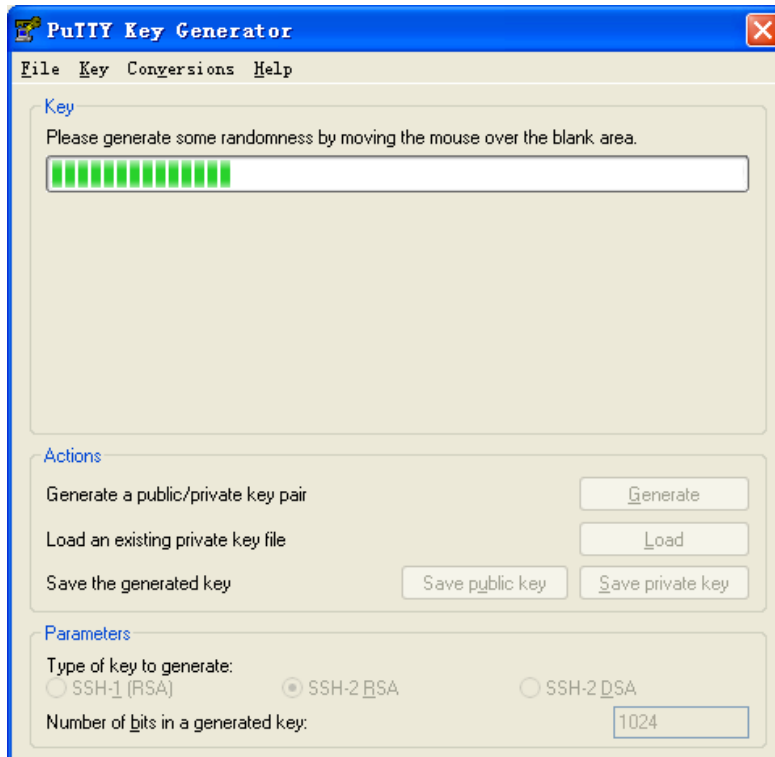 PuTTY Key Generator
File Key Conversions Help
Key
Please generate some randomness by moving the mouse over the blank area.
Actions
Generate a public/private key pair Generate
Load an existing private key file Load
Save the generated key Save public key Save private key
Parameters
Type of key to generate:
SSH-1 (RSA) SSH-2 RSA SSH-2 DSA
Number of bits in a generated key: 1024